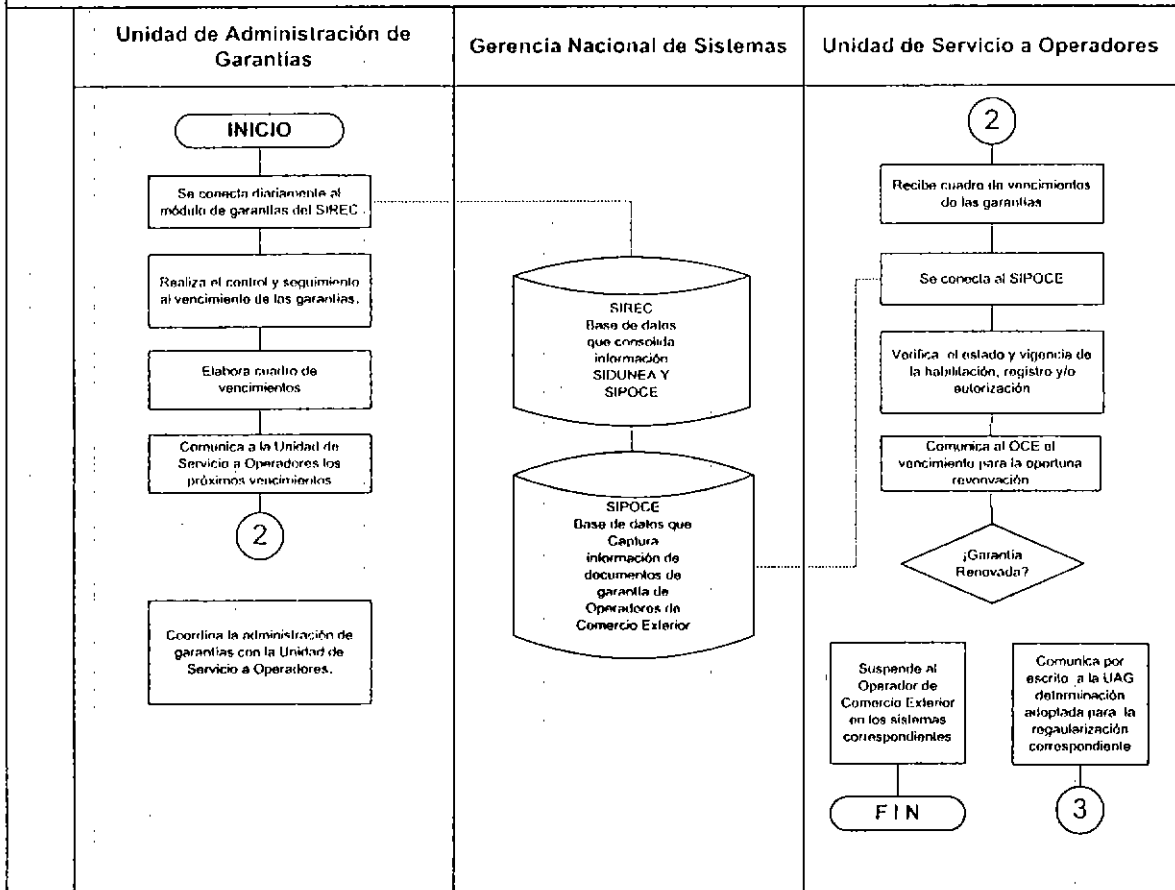 Unidad de Administración de
Garantías
Gerencia Nacional de Sistemas
Unidad de Servicio a Operadores
INICIO
Se conecta diariamente al
módulo de garantías del SIREC
Realiza el control y seguimiento
al vencimiento de las garantías.
Elabora cuadro de
vencimientos
Comunica a la Unidad de
Servicio a Operadores los
próximos vencimientos
2
Coordina la administración de
garantías con la Unidad de
Servicio a Operadores.
SIREC
Base de datos
que consolida
información
SIDUNEA Y
SIPOCE
SIPOCE
Base de datos que
Captura
información de
documentos de
garantía de
Operadores de
Comercio Exterior
2
Recibe cuadro de vencimientos
de las garantías
Se conecta al SIPOCE
Verifica el estado y vigencia de
la habilitación, registro y/o
autorización
Comunica al OCE el
vencimiento para la oportuna
revonvación
¡Garantía
Renovada?
Suspende al
Operador de
Comercio Exterior
en los sistemas
correspondientes
FIN
Comunica por
escrito a la UAG
determinación
adoptada para la
regaularización
correspondiente
3